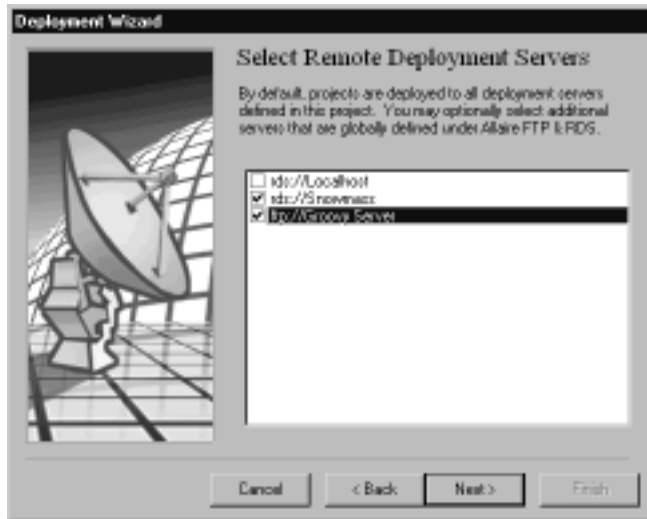 Deployment Wizard
Select Remote Deployment Servers
By default, projects are deployed to all deployment servers
defined in this project. You may optionally select additional
servers that are globally defined under Allaire FTP & RDS.
rds://Localhost
rds://Snowmass
ftp://Groovy Server
Cancel
< Back
Next >
Finish